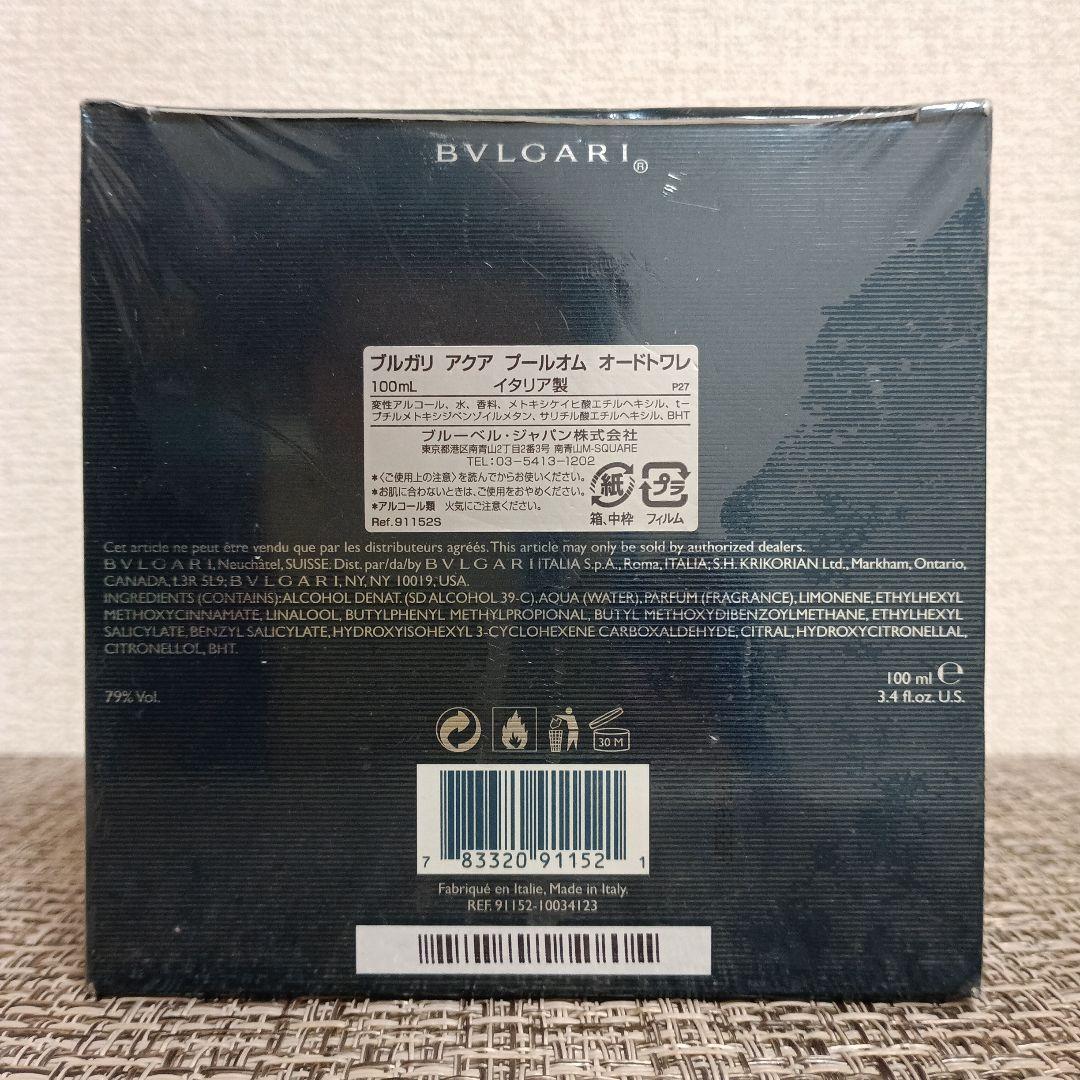 BVLGARI®
ブルガリ アクア プールオム オードトワレ
100mL イタリア製 P27
変性アルコール、水、香料、メトキシケイヒ酸エチルヘキシル、t-
ブチルメトキシジベンゾイルメタン、サリチル酸エチルヘキシル、BHT
ブルーベル・ジャパン株式会社
東京都港区南青山2丁目2番3号 南青山M-SQUARE
TEL:03-5413-1202
*〈ご使用上の注意〉を読んでからお使いください。
*お肌に合わないときは、ご使用をおやめください。
*アルコール類 火気にご注意ください。
Ref.91152S
紙 プラ
箱、中枠 フィルム
Cet article ne peut être vendu que par les distributeurs agréés. This article may only be sold by authorized dealers.
BVLGARI, Neuchâtel, SUISSE. Dist. par/da/by BVLGARI ITALIA S.p.A., Roma, ITALIA; S.H. KRIKORIAN Ltd., Markham, Ontario,
CANADA, L3R 5L9; BVLGARI, NY, NY 10019, USA.
INGREDIENTS (CONTAINS): ALCOHOL DENAT. (SD ALCOHOL 39-C), AQUA (WATER), PARFUM (FRAGRANCE), LIMONENE, ETHYLHEXYL
METHOXYCINNAMATE, LINALOOL, BUTYLPHENYL METHYLPROPIONAL, BUTYL METHOXYDIBENZOYLMETHANE, ETHYLHEXYL
SALICYLATE, BENZYL SALICYLATE, HYDROXYISOHEXYL 3-CYCLOHEXENE CARBOXALDEHYDE, CITRAL, HYDROXYCITRONELLAL,
CITRONELLOL, BHT.
100 ml ℮
79% Vol. 3.4 fl.oz. U.S.
30 M
7 83320 91152 1
Fabriqué en Italie, Made in Italy.
REF. 91152-10034123